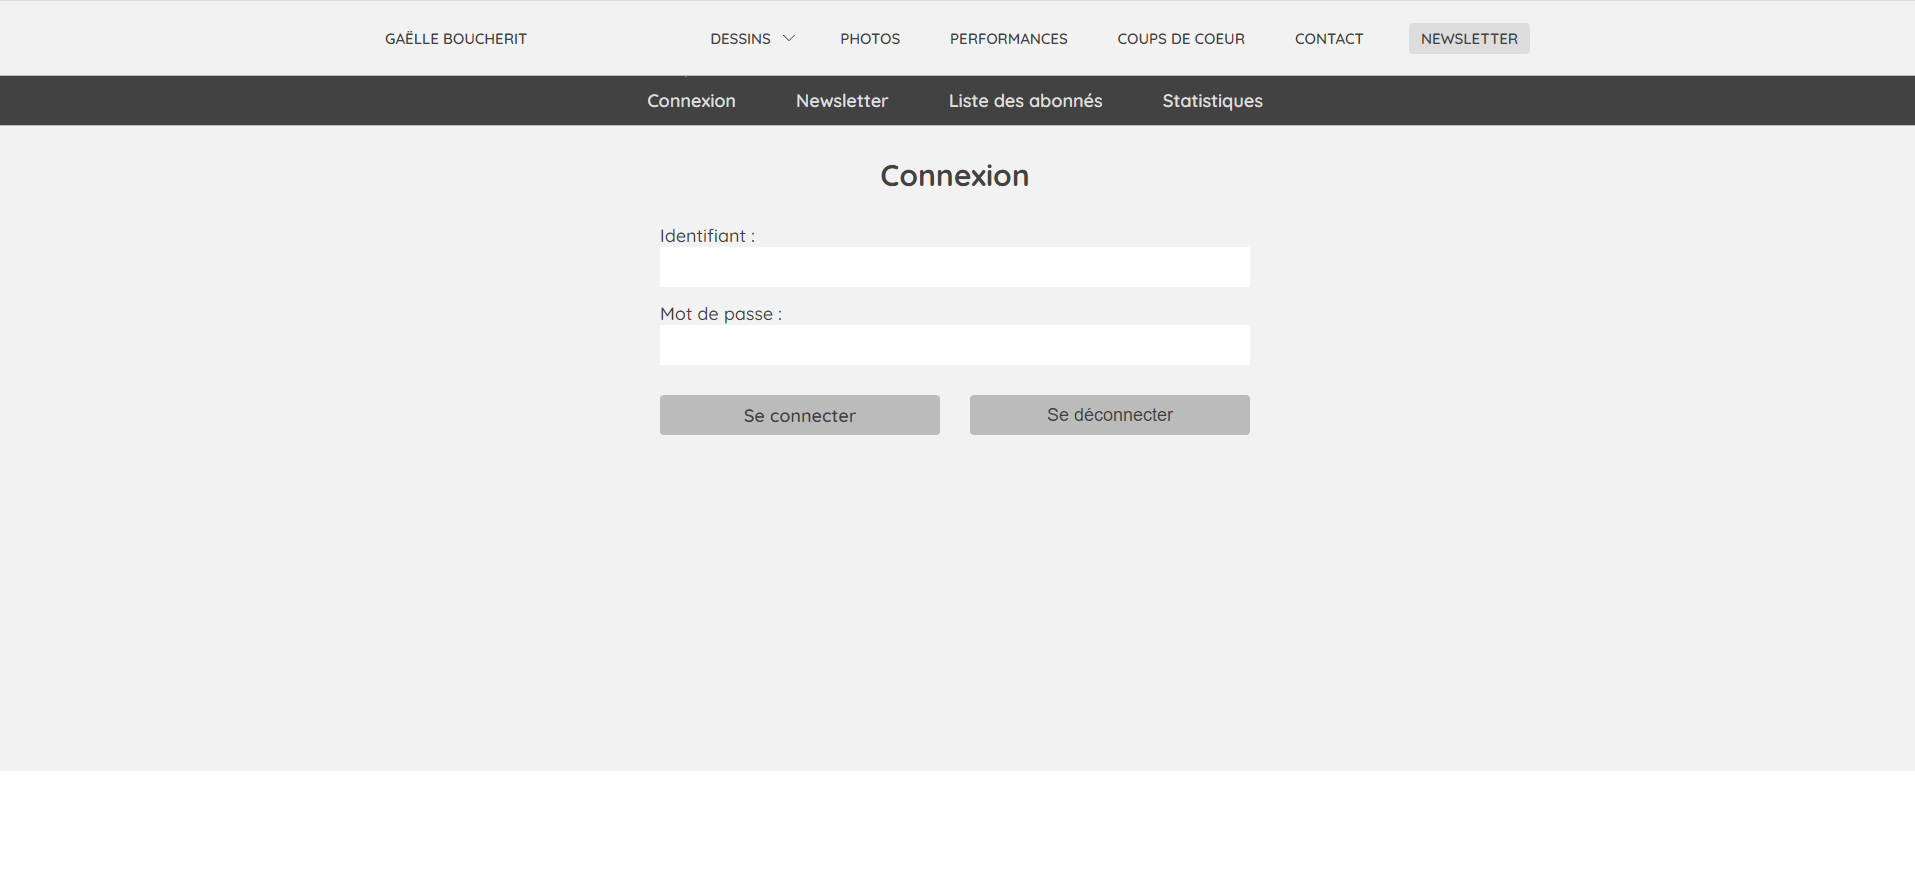 GAËLLE BOUCHERIT DESSINS PHOTOS PERFORMANCES COUPS DE COEUR CONTACT NEWSLETTER
Connexion Newsletter Liste des abonnés Statistiques
Connexion
Identifiant :
Mot de passe :
Se connecter Se déconnecter